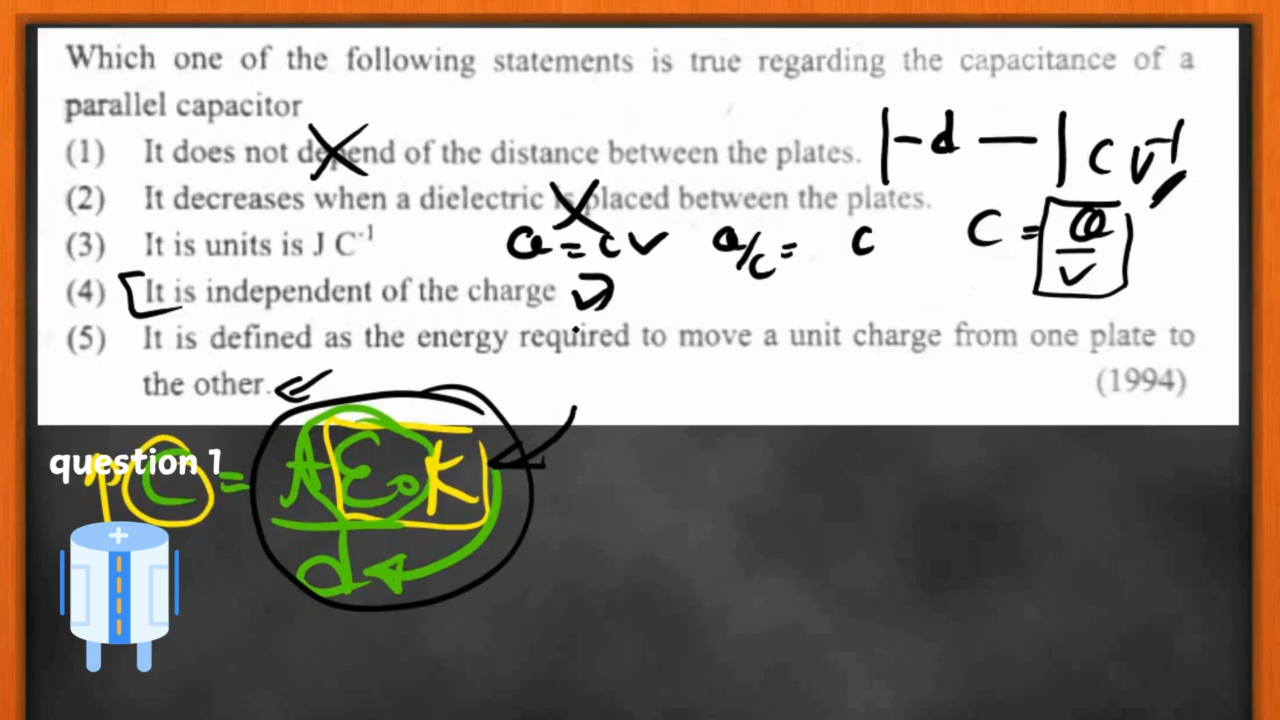 Which one of the following statements is true regarding the capacitance of a
parallel capacitor
(1) It does not depend of the distance between the plates.
|-d-| C V⁻¹
(2) It decreases when a dielectric is placed between the plates.
(3) It is units is J C⁻¹
Q = CV
Q/C = C
C = Q/V
(4) It is independent of the charge
(5) It is defined as the energy required to move a unit charge from one plate to
the other. (1994)
question 1
C = Aε₀K/d